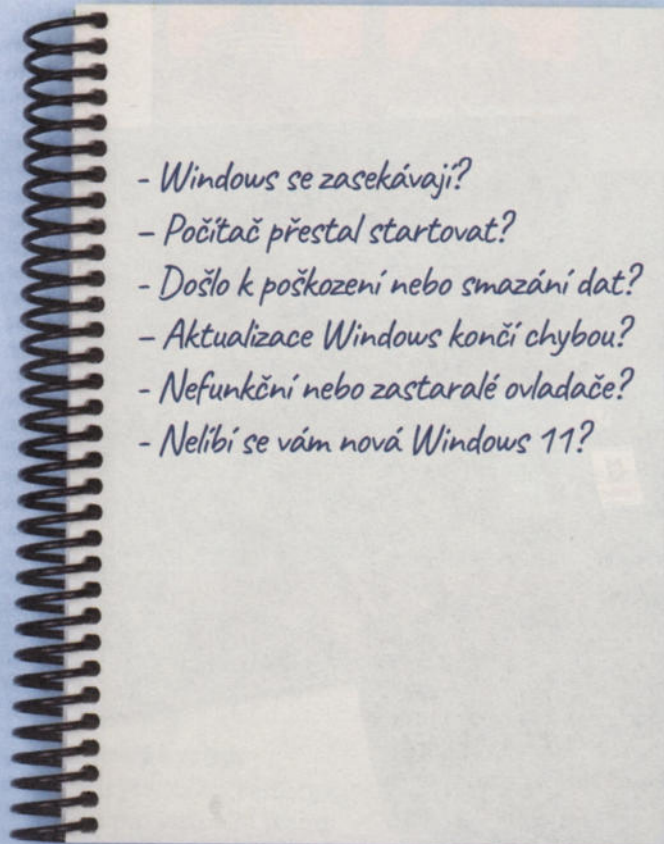 - Windows se zasekávají?
– Počítač přestal startovat?
- Došlo k poškození nebo smazání dat?
– Aktualizace Windows končí chybou?
- Nefunkční nebo zastaralé ovladače?
- Nelíbí se vám nová Windows 11?